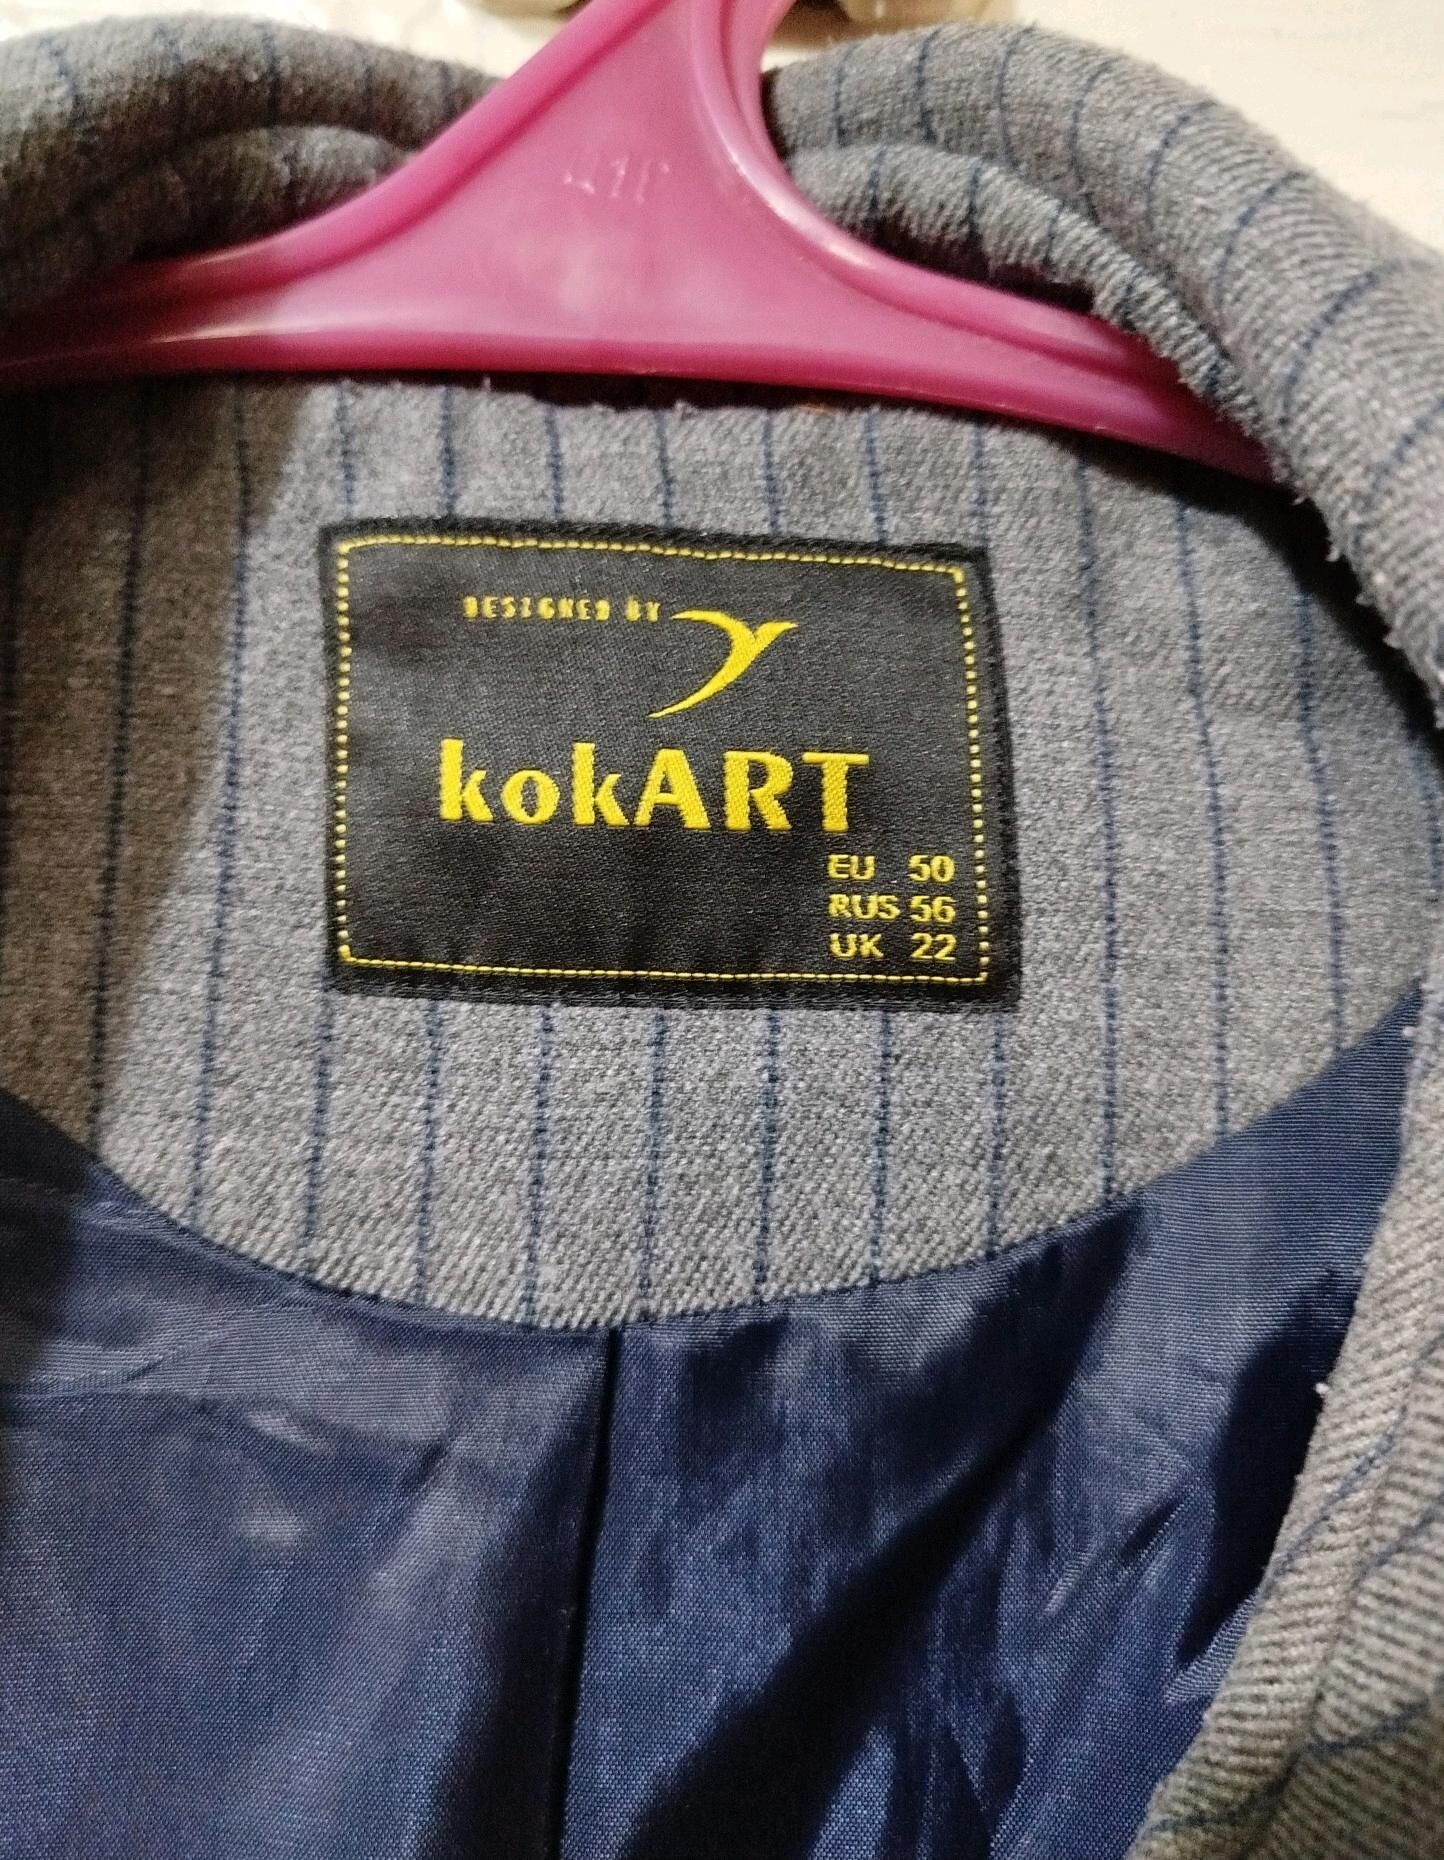 DESIGNED BY
kokART
EU 50
RUS 56
UK 22